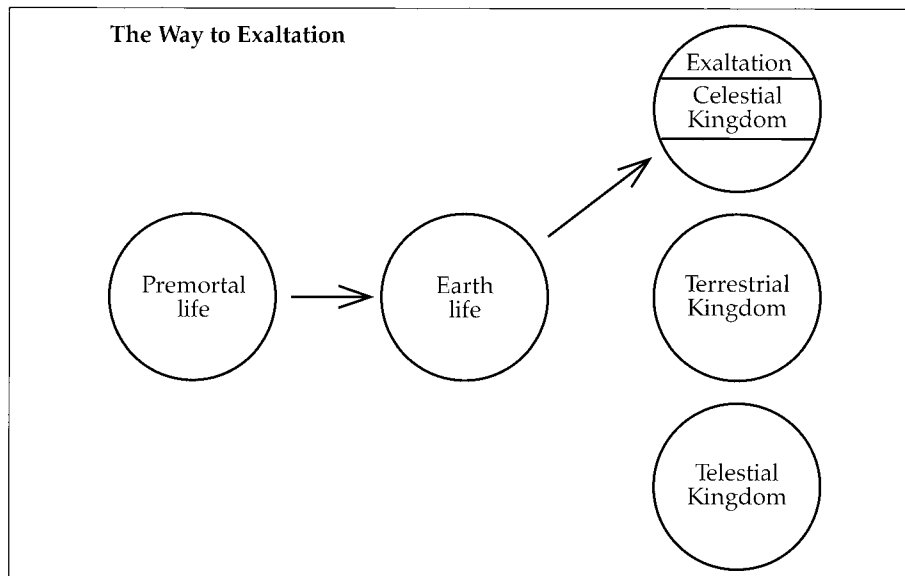 The Way to Exaltation
Exaltation
Celestial
Kingdom
Premortal
life
Earth
life
Terrestrial
Kingdom
Telestial
Kingdom